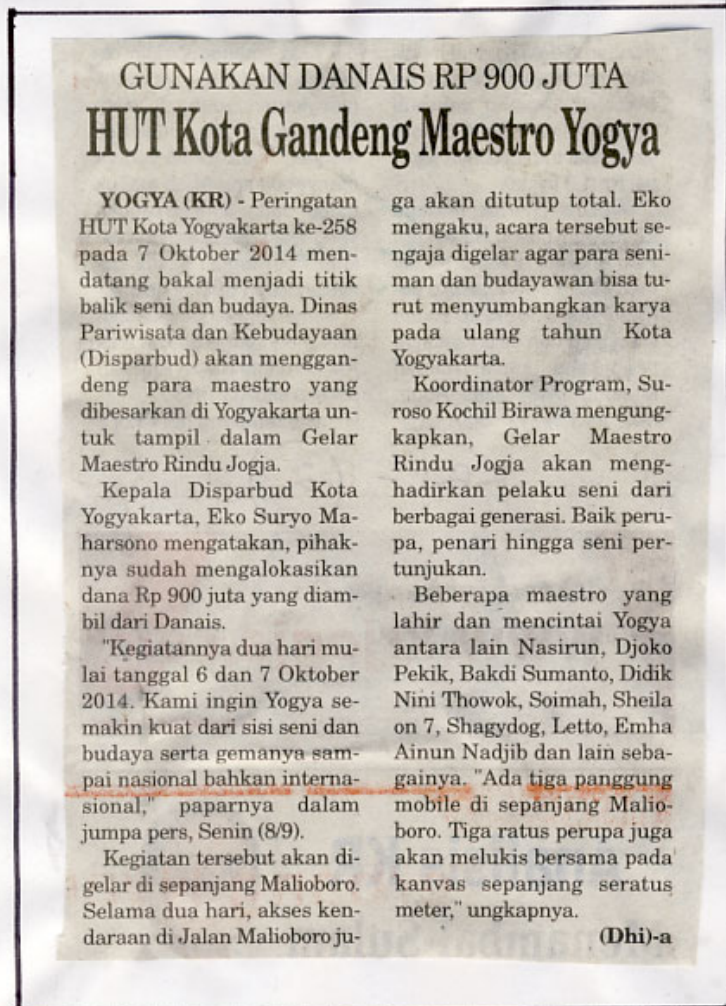 GUNAKAN DANAIS RP 900 JUTA
HUT Kota Gandeng Maestro Yogya
YOGYA (KR) - Peringatan
HUT Kota Yogyakarta ke-258
pada 7 Oktober 2014 men-
datang bakal menjadi titik
balik seni dan budaya. Dinas
Pariwisata dan Kebudayaan
(Disparbud) akan menggan-
deng para maestro yang
dibesarkan di Yogyakarta un-
tuk tampil dalam Gelar
Maestro Rindu Jogja.
Kepala Disparbud Kota
Yogyakarta, Eko Suryo Ma-
harsono mengatakan, pihak-
nya sudah mengalokasikan
dana Rp 900 juta yang diam-
bil dari Danais.
"Kegiatannya dua hari mu-
lai tanggal 6 dan 7 Oktober
2014. Kami ingin Yogya se-
makin kuat dari sisi seni dan
budaya serta gemanya sam-
pai nasional bahkan interna-
sional," paparnya dalam
jumpa pers, Senin (8/9).
Kegiatan tersebut akan di-
gelar di sepanjang Malioboro.
Selama dua hari, akses ken-
daraan di Jalan Malioboro ju-
ga akan ditutup total. Eko
mengaku, acara tersebut se-
ngaja digelar agar para seni-
man dan budayawan bisa tu-
rut menyumbangkan karya
pada ulang tahun Kota
Yogyakarta.
Koordinator Program, Su-
roso Kochil Birawa mengung-
kapkan, Gelar Maestro
Rindu Jogja akan meng-
hadirkan pelaku seni dari
berbagai generasi. Baik peru-
pa, penari hingga seni per-
tunjukan.
Beberapa maestro yang
lahir dan mencintai Yogya
antara lain Nasirun, Djoko
Pekik, Bakdi Sumanto, Didik
Nini Thowok, Soimah, Sheila
on 7, Shagydog, Letto, Emha
Ainun Nadjib dan lain seba-
gainya. "Ada tiga panggung
mobile di sepanjang Malio-
boro. Tiga ratus perupa juga
akan melukis bersama pada
kanvas sepanjang seratus
meter," ungkapnya.
(Dhi)-a